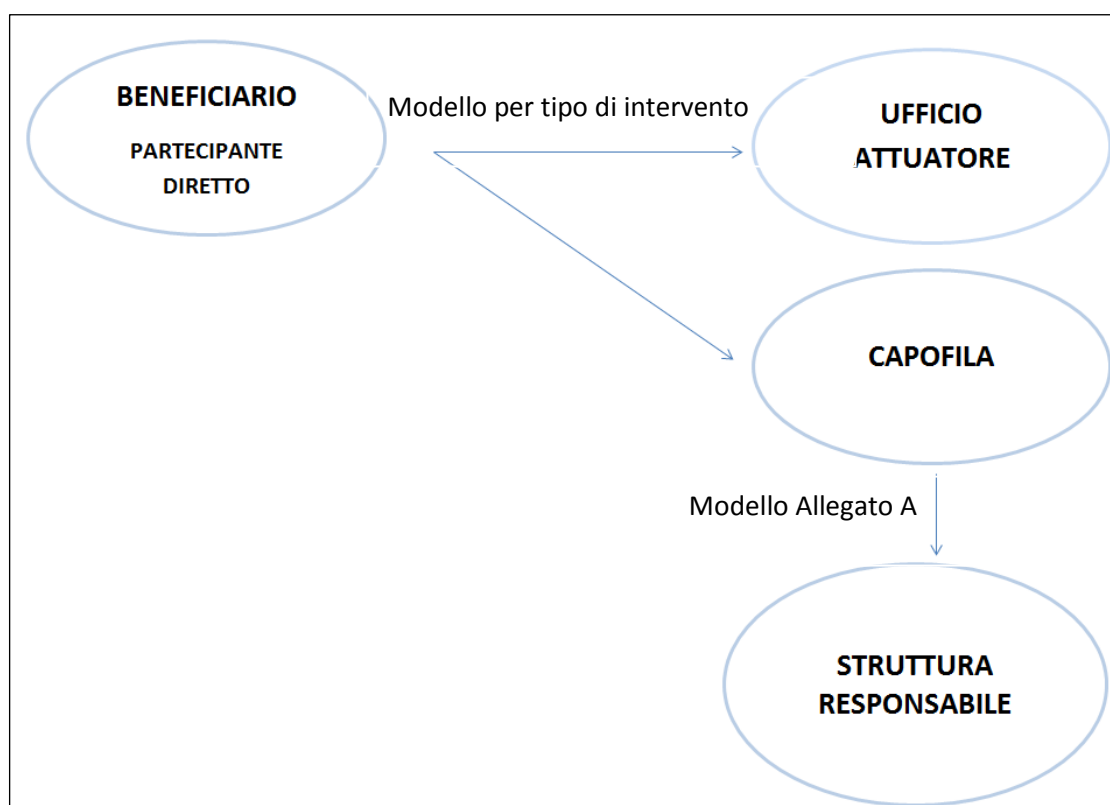 BENEFICIARIO
PARTECIPANTE
DIRETTO
Modello per tipo di intervento
UFFICIO
ATTUATORE
CAPOFILA
Modello Allegato A
STRUTTURA
RESPONSABILE